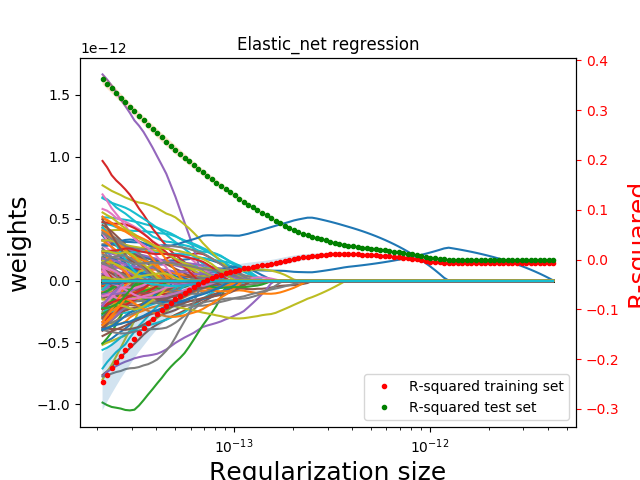 Elastic_net regression
1e−12
weights
1.5
1.0
0.5
0.0
−0.5
−1.0
0.4
0.3
0.2
0.1
0.0
−0.1
−0.2
−0.3
R-squared
R-squared training set
R-squared test set
10⁻¹³
10⁻¹²
Regularization size